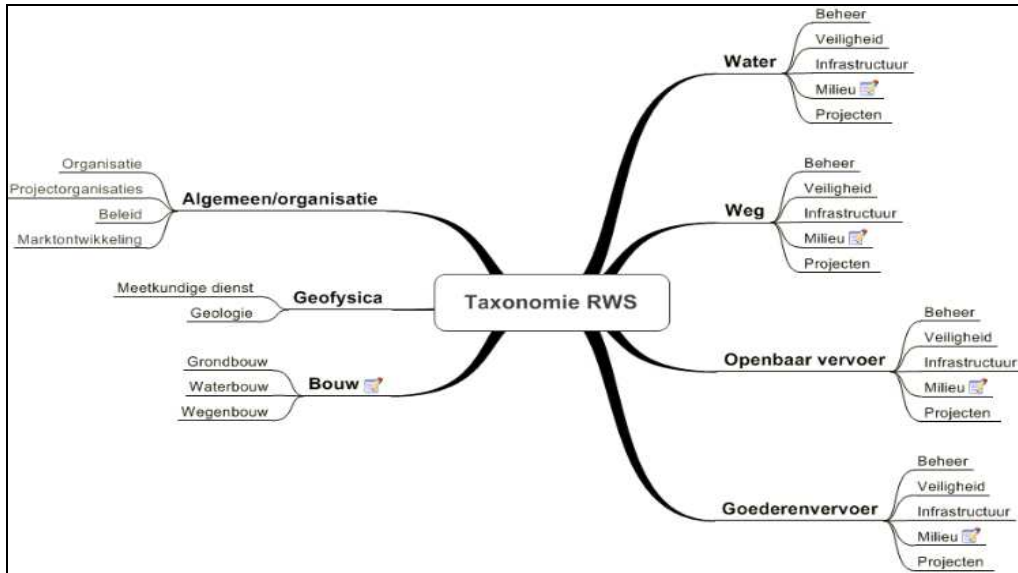 Taxonomie RWS
Water
Beheer
Veiligheid
Infrastructuur
Milieu
Projecten
Weg
Beheer
Veiligheid
Infrastructuur
Milieu
Projecten
Openbaar vervoer
Beheer
Veiligheid
Infrastructuur
Milieu
Projecten
Goederenvervoer
Beheer
Veiligheid
Infrastructuur
Milieu
Projecten
Algemeen/organisatie
Organisatie
Projectorganisaties
Beleid
Marktontwikkeling
Geofysica
Meetkundige dienst
Geologie
Bouw
Grondbouw
Waterbouw
Wegenbouw